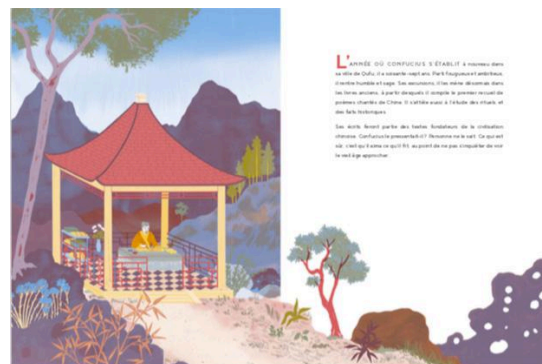 L'ANNÉE OÙ CONFUCIUS S'ÉTABLIT à nouveau dans
sa ville de Qufu, il a soixante-sept ans. Parti fougueux et ambitieux,
il rentre humble et sage. Ses excursions, il les mène désormais dans
les livres anciens, à partir desquels il compile le premier recueil de
poèmes chantés de Chine. Il s'attelle aussi à l'étude des rituels et
des faits historiques.
Ses écrits feront partie des textes fondateurs de la civilisation
chinoise. Confucius le pressentait-il ? Personne ne le sait. Ce qui est
sûr, c'est qu'il aima ce qu'il fit, au point de ne pas s'inquiéter de voir
le vieil âge approcher.